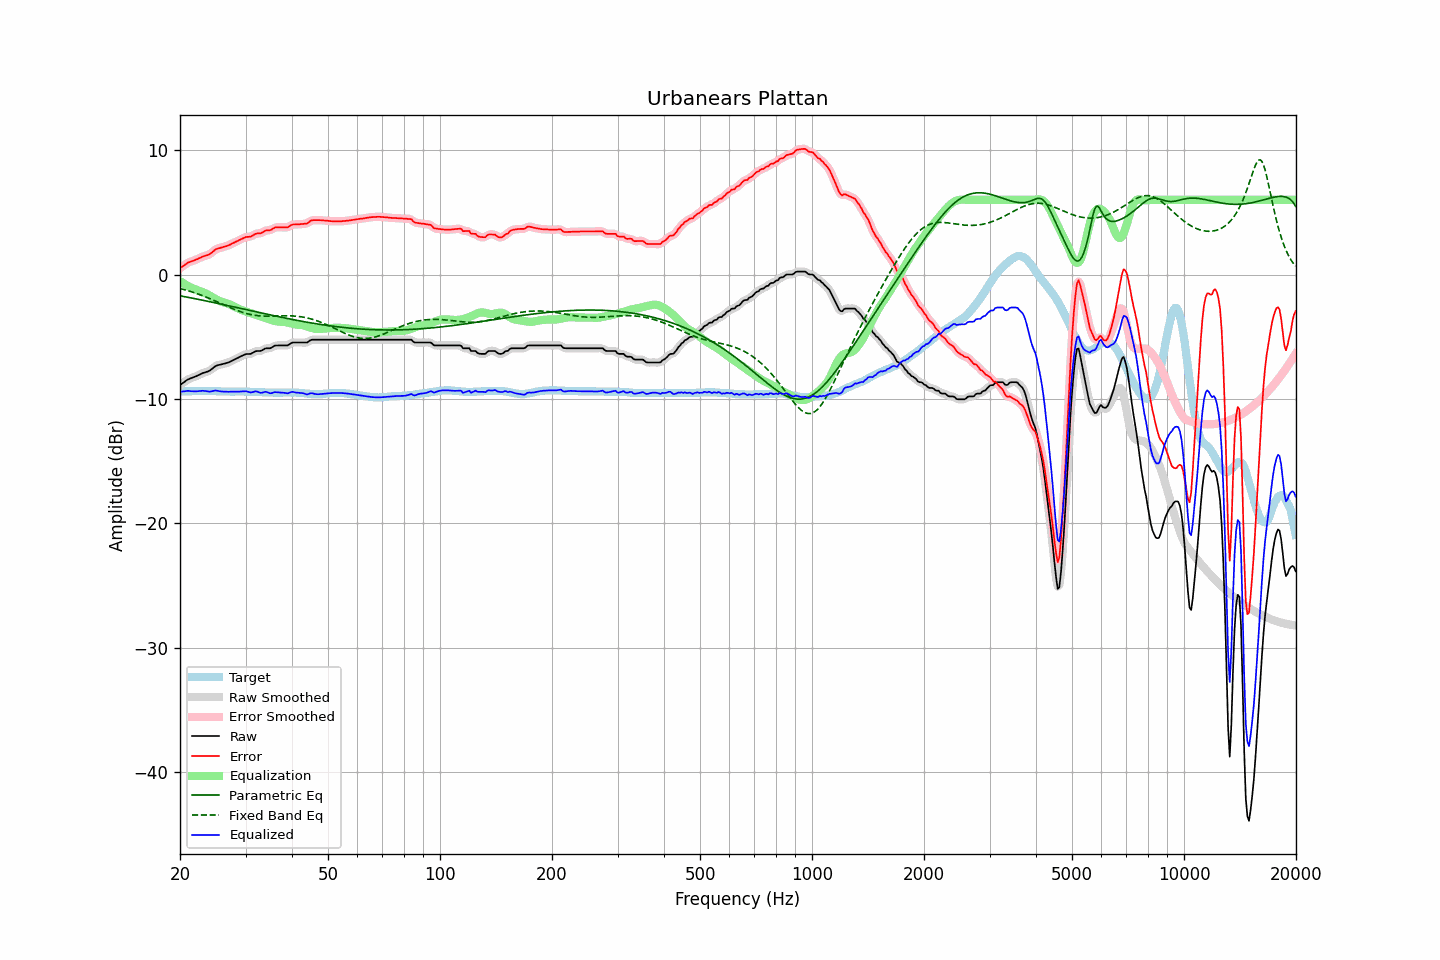 Urbanears Plattan
10
0
−10
−20
−30
−40
Amplitude (dBr)
Target
Raw Smoothed
Error Smoothed
Raw
Error
Equalization
Parametric Eq
Fixed Band Eq
Equalized
20 50 100 200 500 1000 2000 5000 10000 20000
Frequency (Hz)